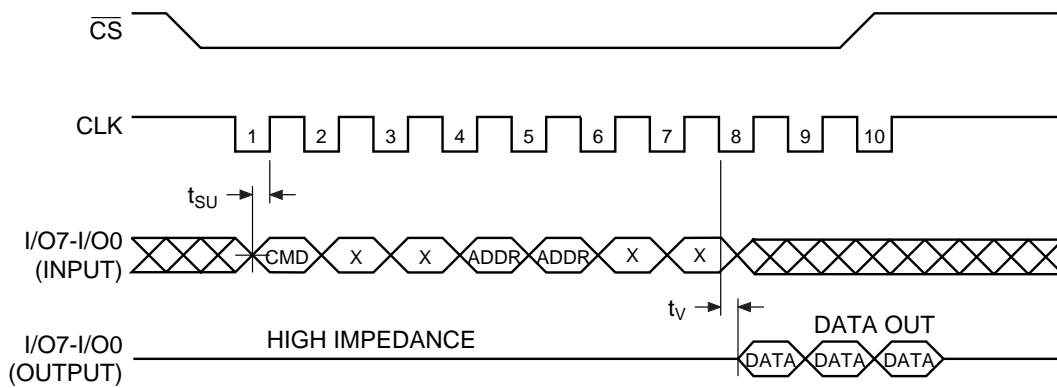 CS
CLK
1 2 3 4 5 6 7 8 9 10
tSU
I/O7-I/O0
(INPUT)
CMD X X ADDR ADDR X X
tV
HIGH IMPEDANCE
DATA OUT
I/O7-I/O0
(OUTPUT)
DATA DATA DATA